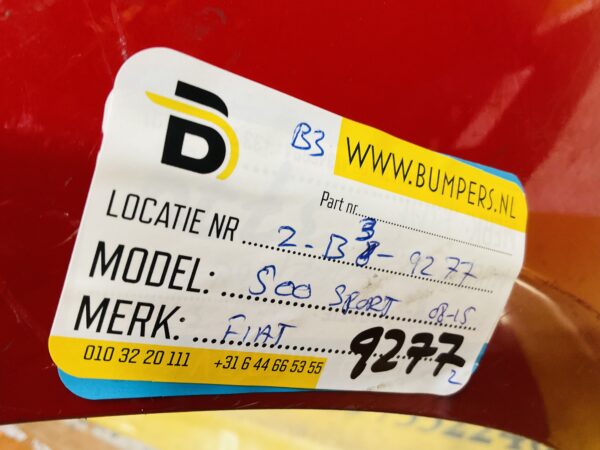 B3
WWW.BUMPERS.NL
Part nr.
LOCATIE NR 2-B3-9277
MODEL: 500 SPORT 08-15
MERK: FIAT
9277
2
010 32 20 111 +31 6 44 66 53 55